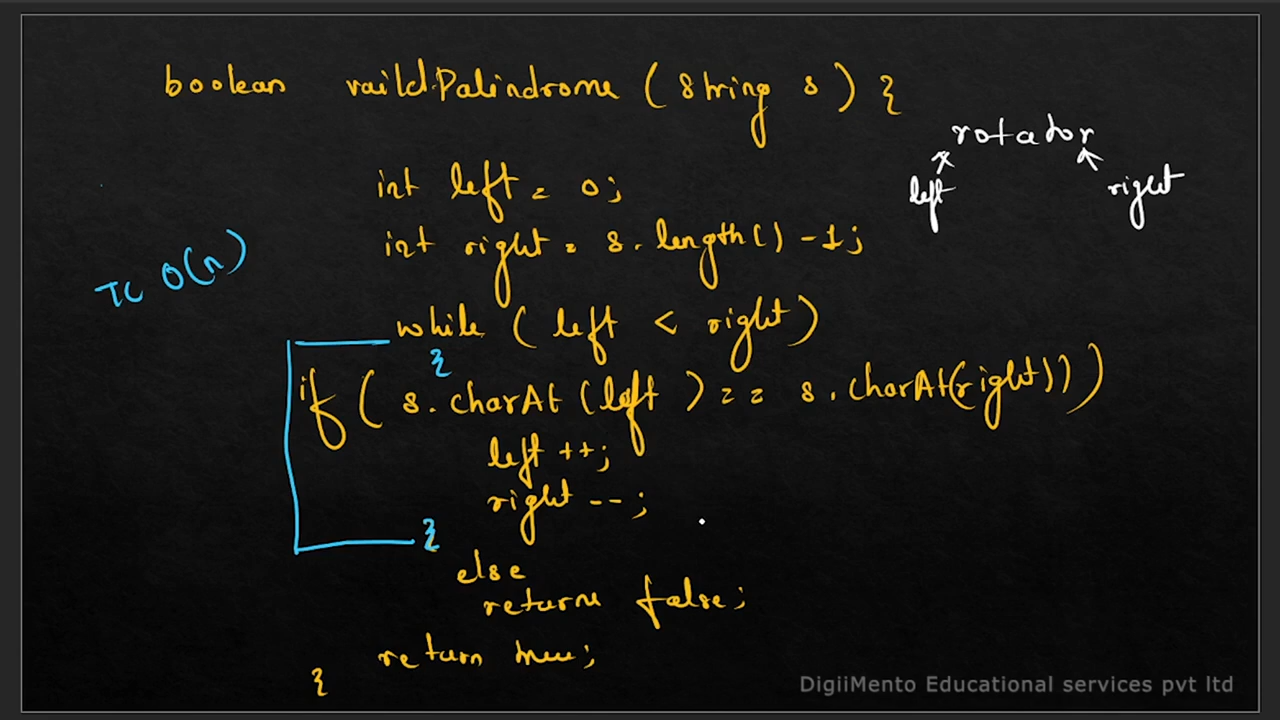 boolean vaildPalindrome ( String s ) {
rotador
left
right
int left = 0;
int right = s.length() -1;
TC O(n)
while ( left < right )
{
if ( s.charAt (left ) == s.charAt(right)) )
left ++;
right --;
}
else
return false;
return true;
}
DigiiMento Educational services pvt ltd